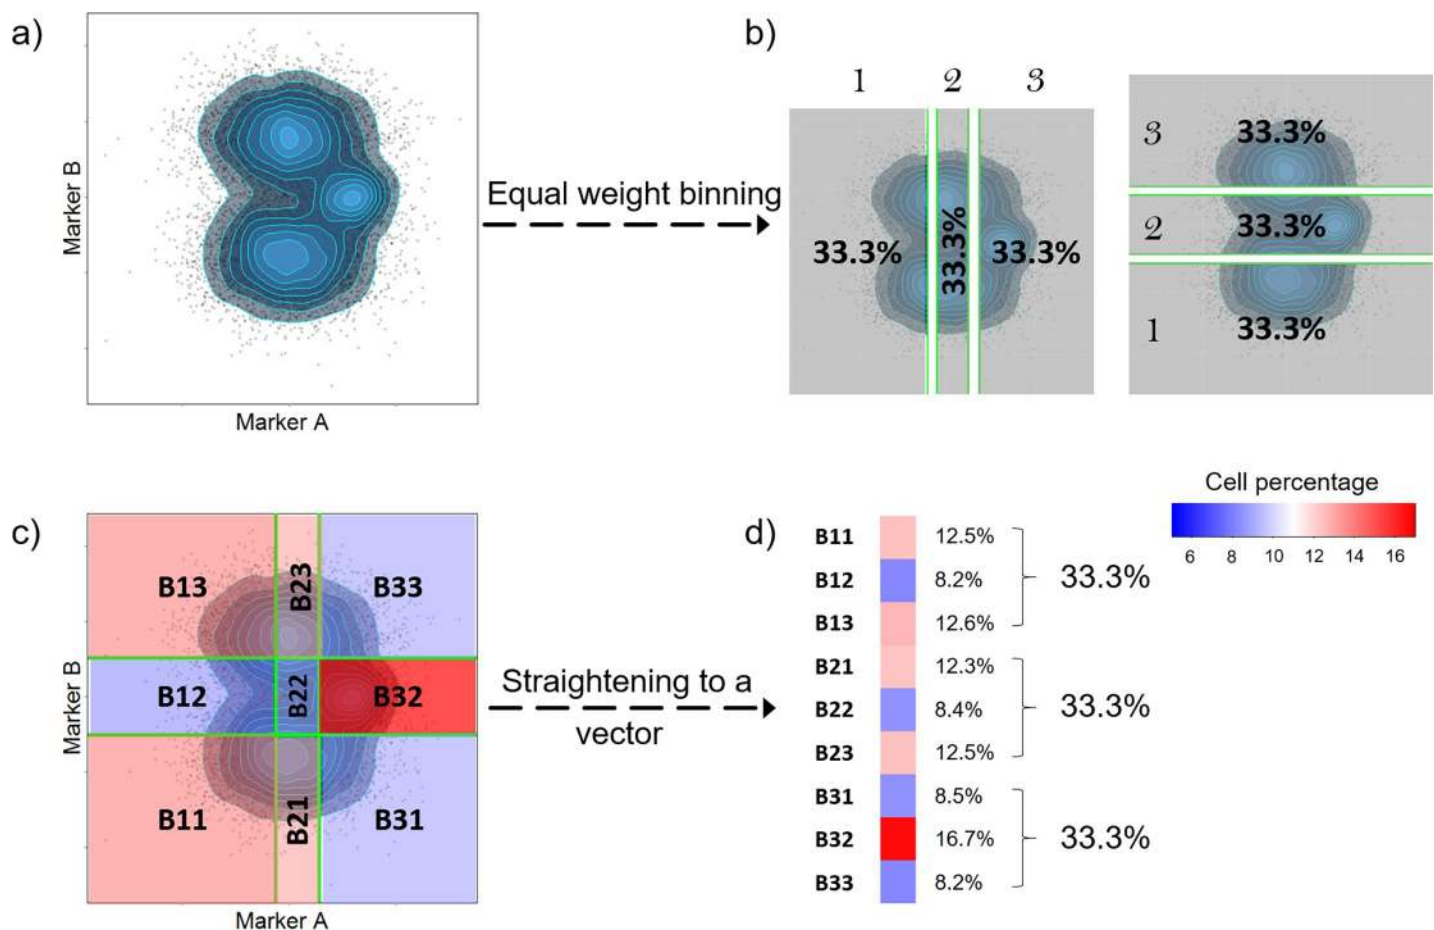 a)
Marker B
Marker A
Equal weight binning
b)
1 2 3
33.3% 33.3% 33.3%
3 33.3%
2 33.3%
1 33.3%
Cell percentage
6 8 10 12 14 16
c)
Marker B
B13 B23 B33
B12 B22 B32
B11 B21 B31
Marker A
Straightening to a
vector
d)
B11 12.5%
B12 8.2%
B13 12.6%
33.3%
B21 12.3%
B22 8.4%
B23 12.5%
33.3%
B31 8.5%
B32 16.7%
B33 8.2%
33.3%